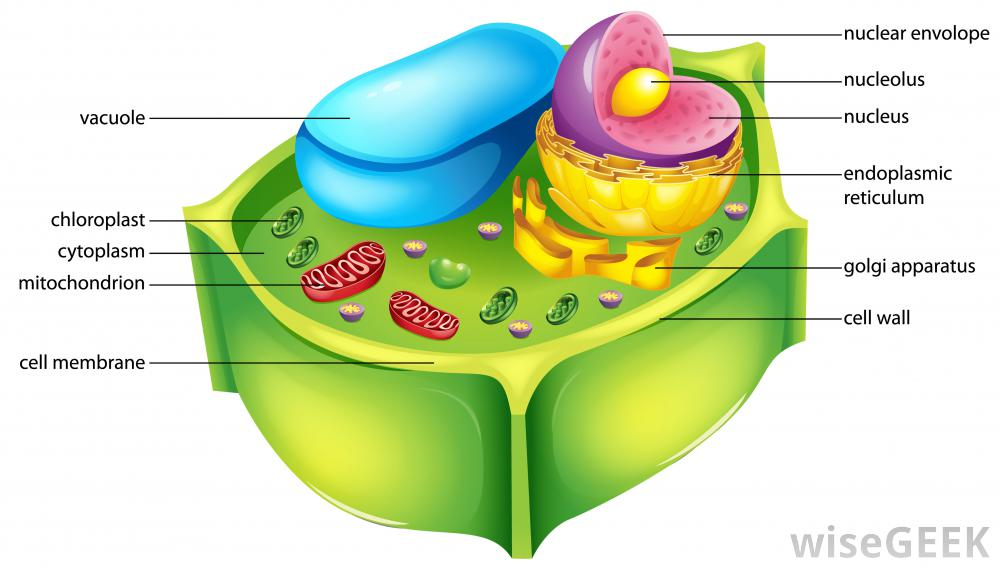 vacuole
chloroplast
cytoplasm
mitochondrion
cell membrane
nuclear envolope
nucleolus
nucleus
endoplasmic
reticulum
golgi apparatus
cell wall
wiseGEEK